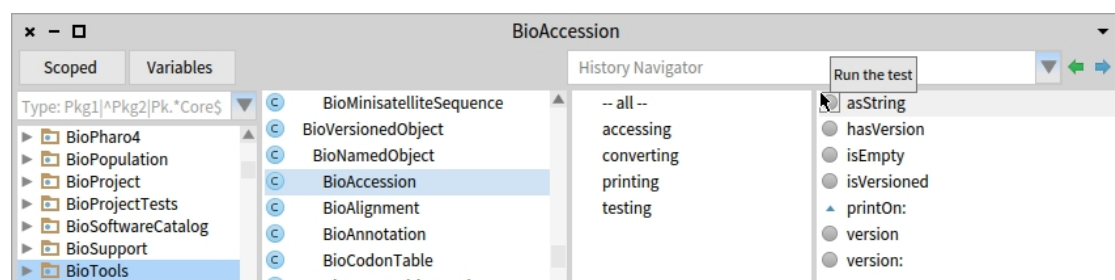 BioAccession
Scoped
Variables
History Navigator
Run the test
Type: Pkg1|^Pkg2|Pk.*Core$
BioPharo4
BioPopulation
BioProject
BioProjectTests
BioSoftwareCatalog
BioSupport
BioTools
C BioMinisatelliteSequence
C BioVersionedObject
C BioNamedObject
C BioAccession
C BioAlignment
C BioAnnotation
C BioCodonTable
-- all --
accessing
converting
printing
testing
asString
hasVersion
isEmpty
isVersioned
printOn:
version
version: